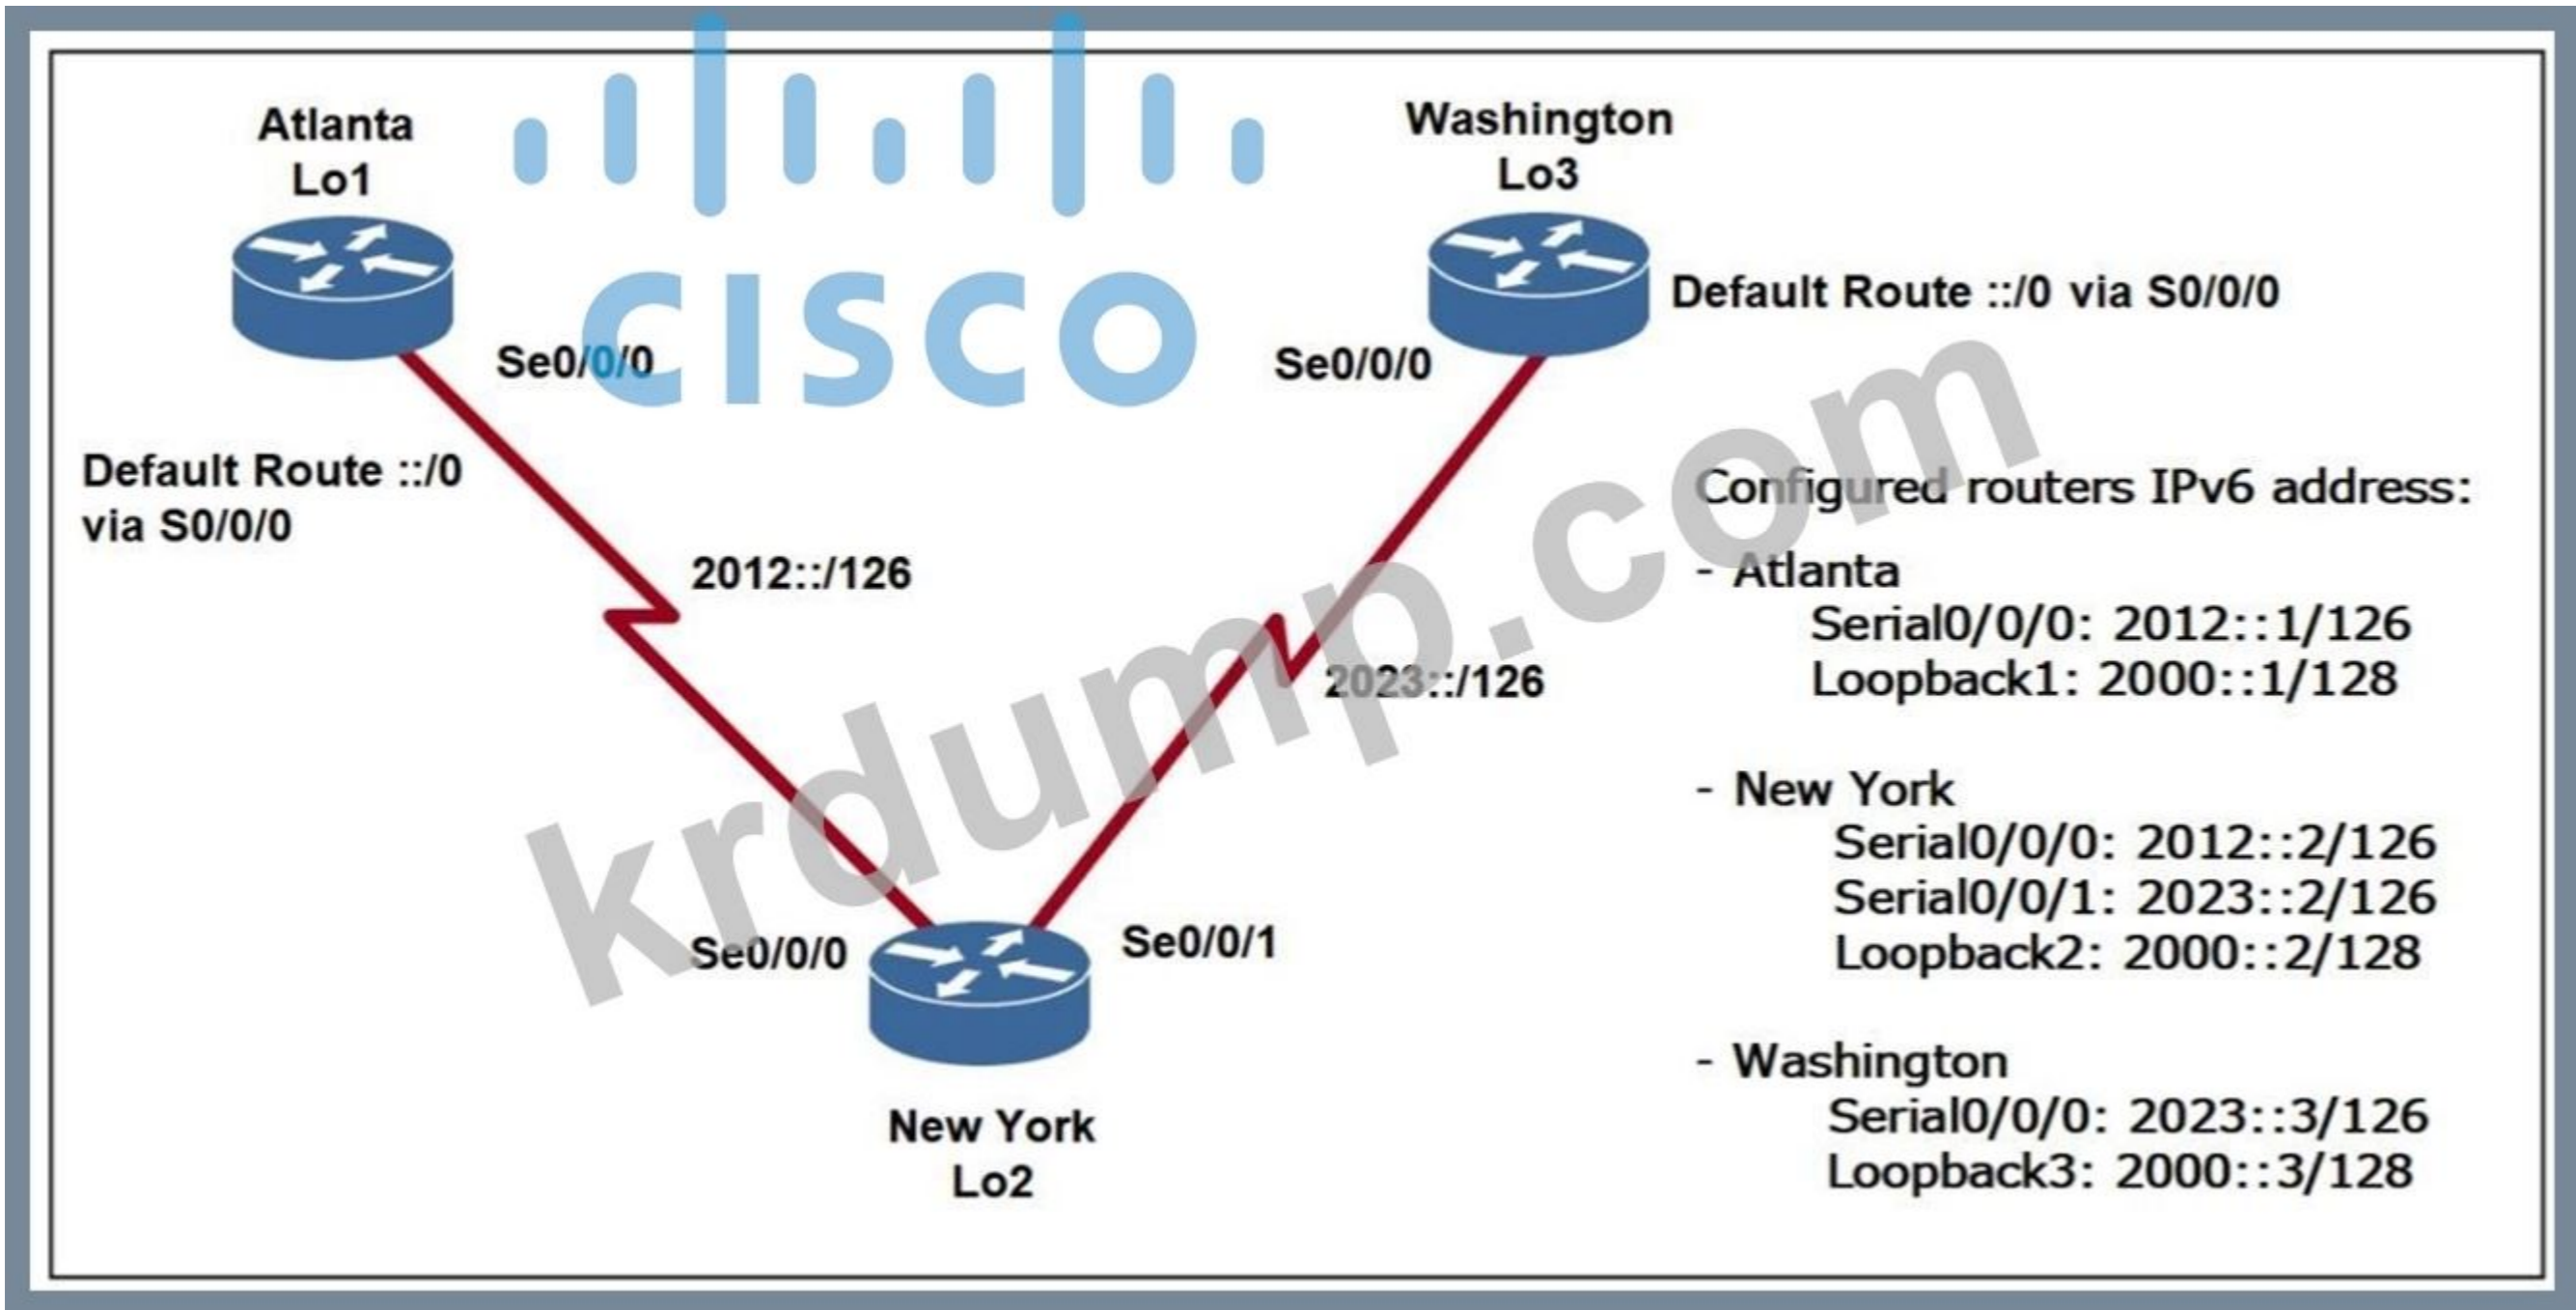 Atlanta
Lo1
Washington
Lo3
CISCO
Se0/0/0
Se0/0/0
Default Route ::/0 via S0/0/0
Default Route ::/0
via S0/0/0
2012::/126
2023::/126
Configured routers IPv6 address:
- Atlanta
Serial0/0/0: 2012::1/126
Loopback1: 2000::1/128
- New York
Serial0/0/0: 2012::2/126
Serial0/0/1: 2023::2/126
Loopback2: 2000::2/128
- Washington
Serial0/0/0: 2023::3/126
Loopback3: 2000::3/128
Se0/0/0
Se0/0/1
New York
Lo2
krdump.com